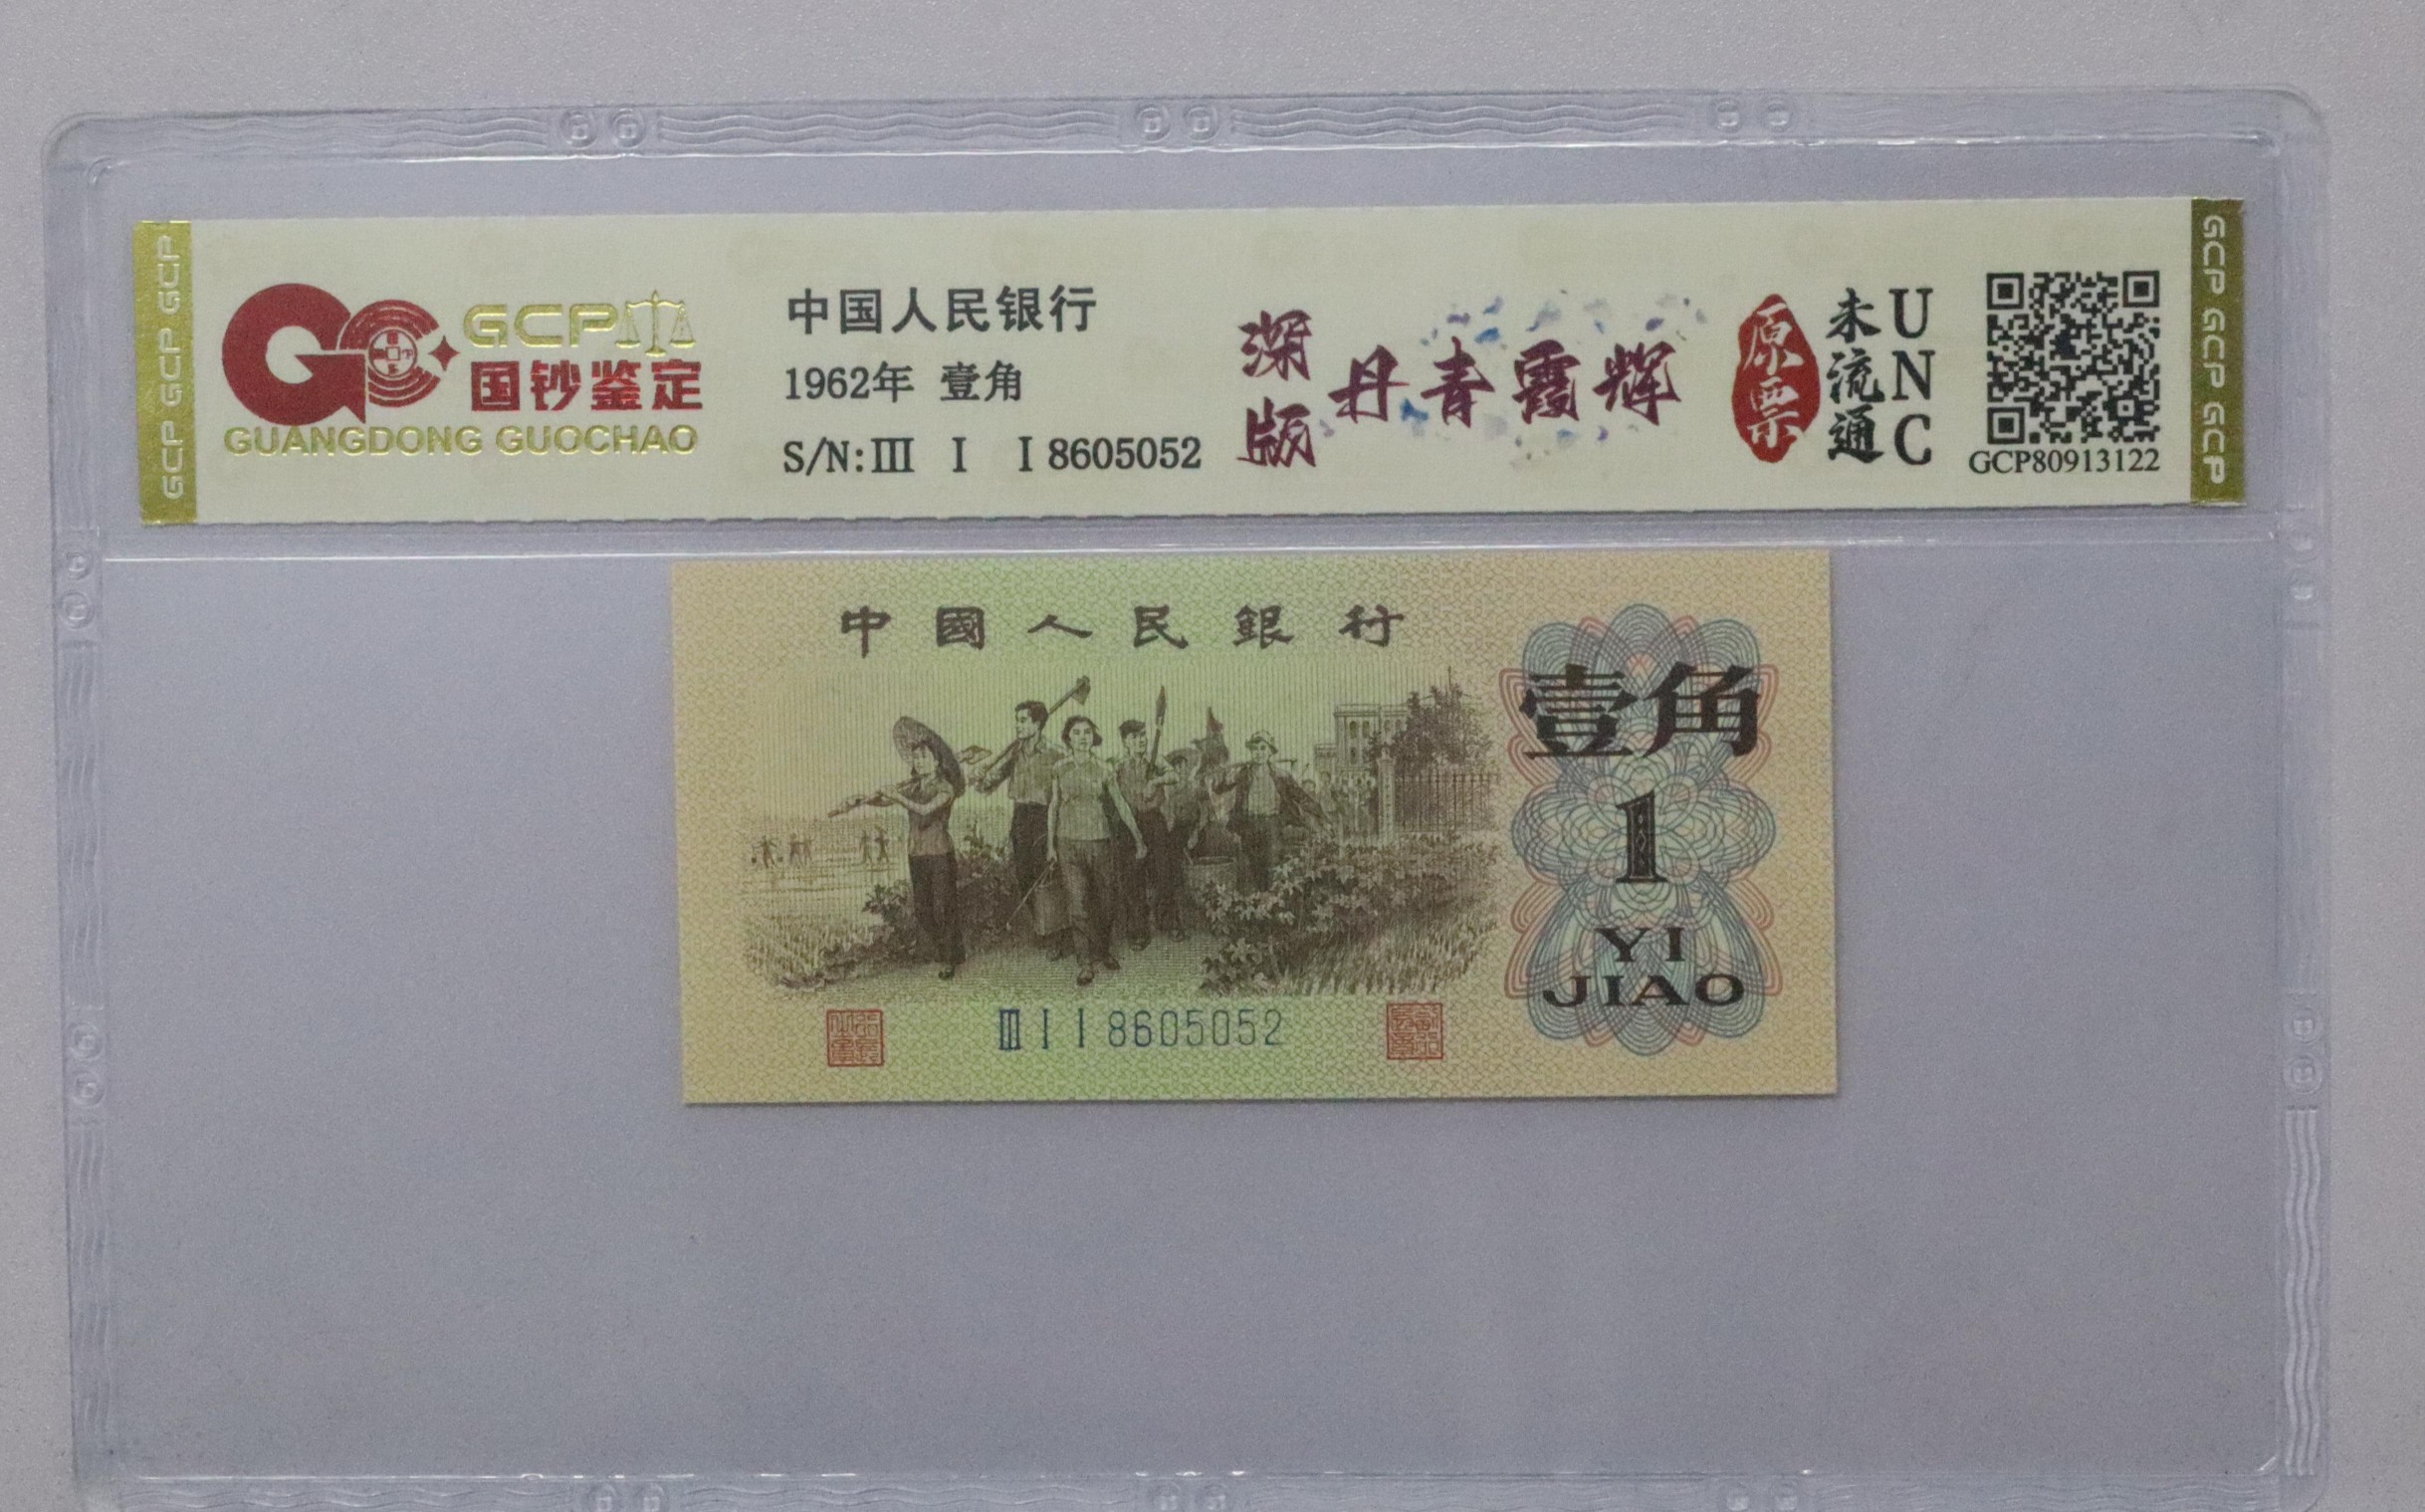 GCP GCP GCP
GCP
国钞鉴定
GUANGDONG GUOCHAO
中国人民银行
1962年 壹角
S/N:III I I 8605052
深版
丹青霞辉
原票
未流通
UNC
GCP80913122
GCP GCP GCP
中國人民銀行
壹角
1
YI
JIAO
III I I 8605052